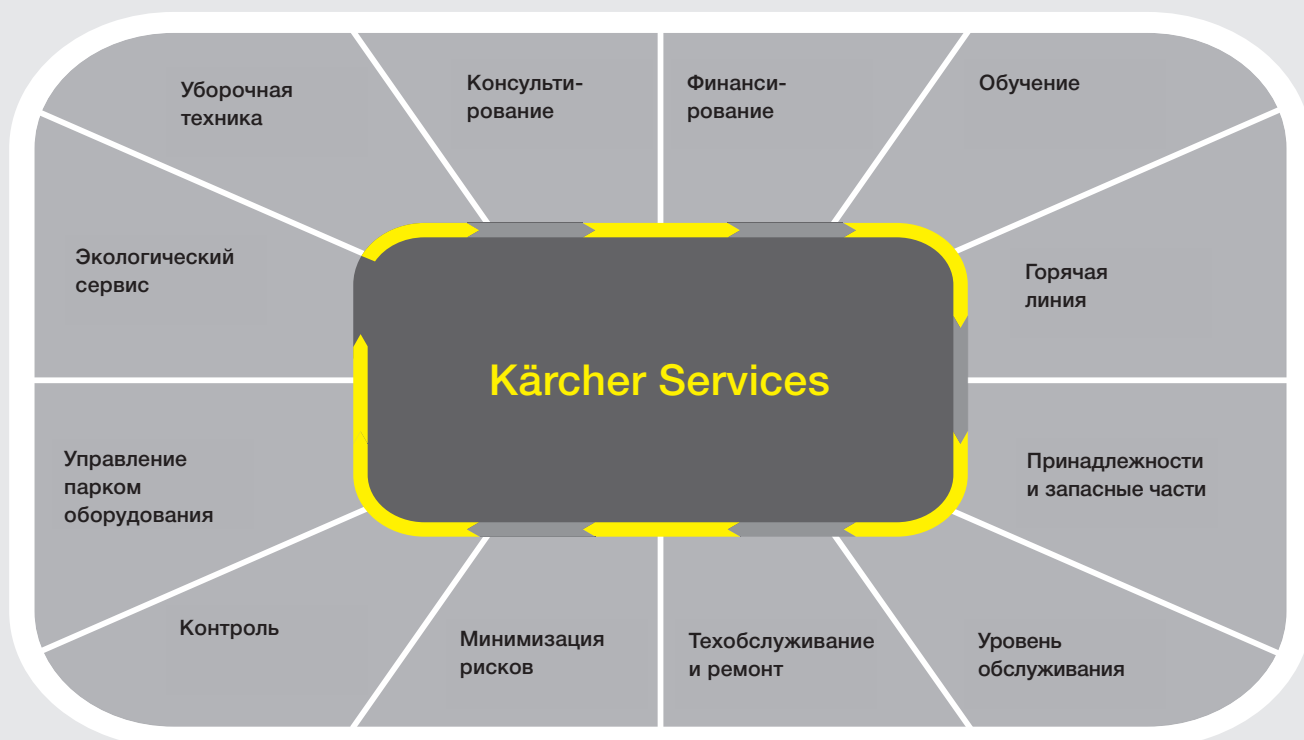 Уборочная
техника
Консульти-
рование
Финанси-
рование
Обучение
Экологический
сервис
Горячая
линия
Kärcher Services
Управление
парком
оборудования
Принадлежности
и запасные части
Контроль
Минимизация
рисков
Техобслуживание
и ремонт
Уровень
обслуживания